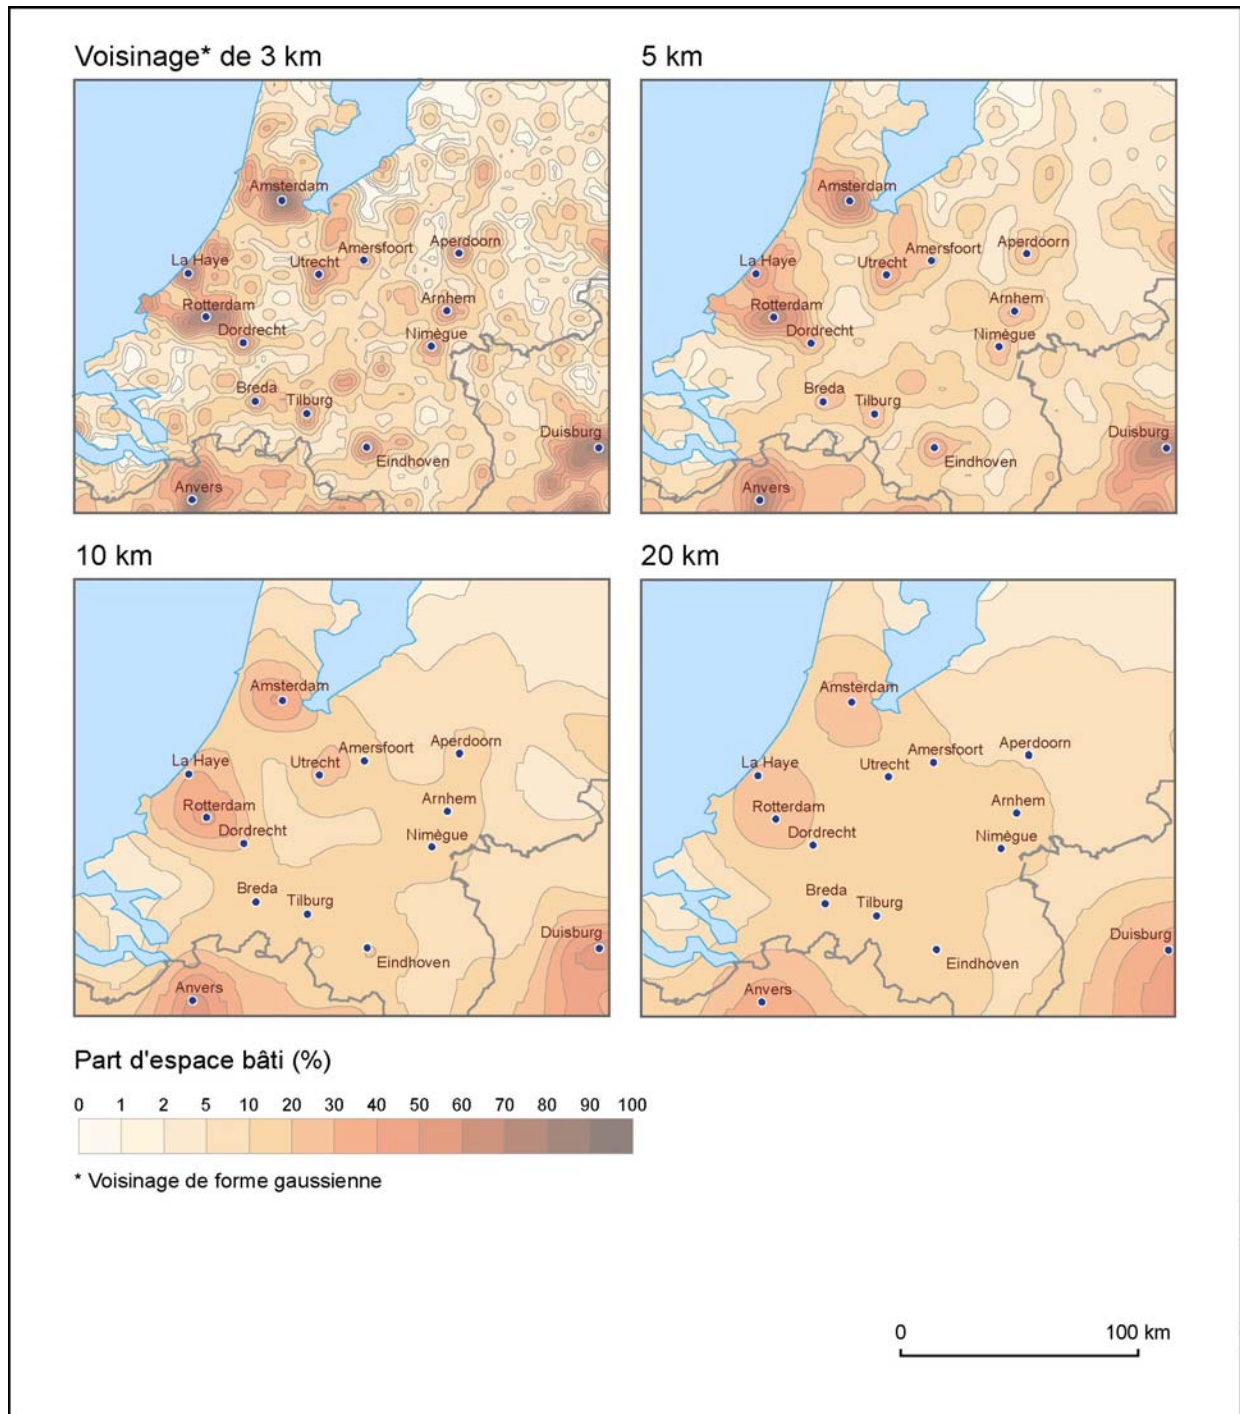 Voisinage* de 3 km
Amsterdam
La Haye
Utrecht
Amersfoort
Aperdoorn
Rotterdam
Dordrecht
Arnhem
Nimègue
Breda
Tilburg
Eindhoven
Duisburg
Anvers
5 km
Amsterdam
La Haye
Utrecht
Amersfoort
Aperdoorn
Rotterdam
Dordrecht
Arnhem
Nimègue
Breda
Tilburg
Eindhoven
Duisburg
Anvers
10 km
Amsterdam
La Haye
Utrecht
Amersfoort
Aperdoorn
Rotterdam
Dordrecht
Arnhem
Nimègue
Breda
Tilburg
Eindhoven
Duisburg
Anvers
20 km
Amsterdam
La Haye
Utrecht
Amersfoort
Aperdoorn
Rotterdam
Dordrecht
Arnhem
Nimègue
Breda
Tilburg
Eindhoven
Duisburg
Anvers
Part d'espace bâti (%)
0 1 2 5 10 20 30 40 50 60 70 80 90 100
* Voisinage de forme gaussienne
0 100 km